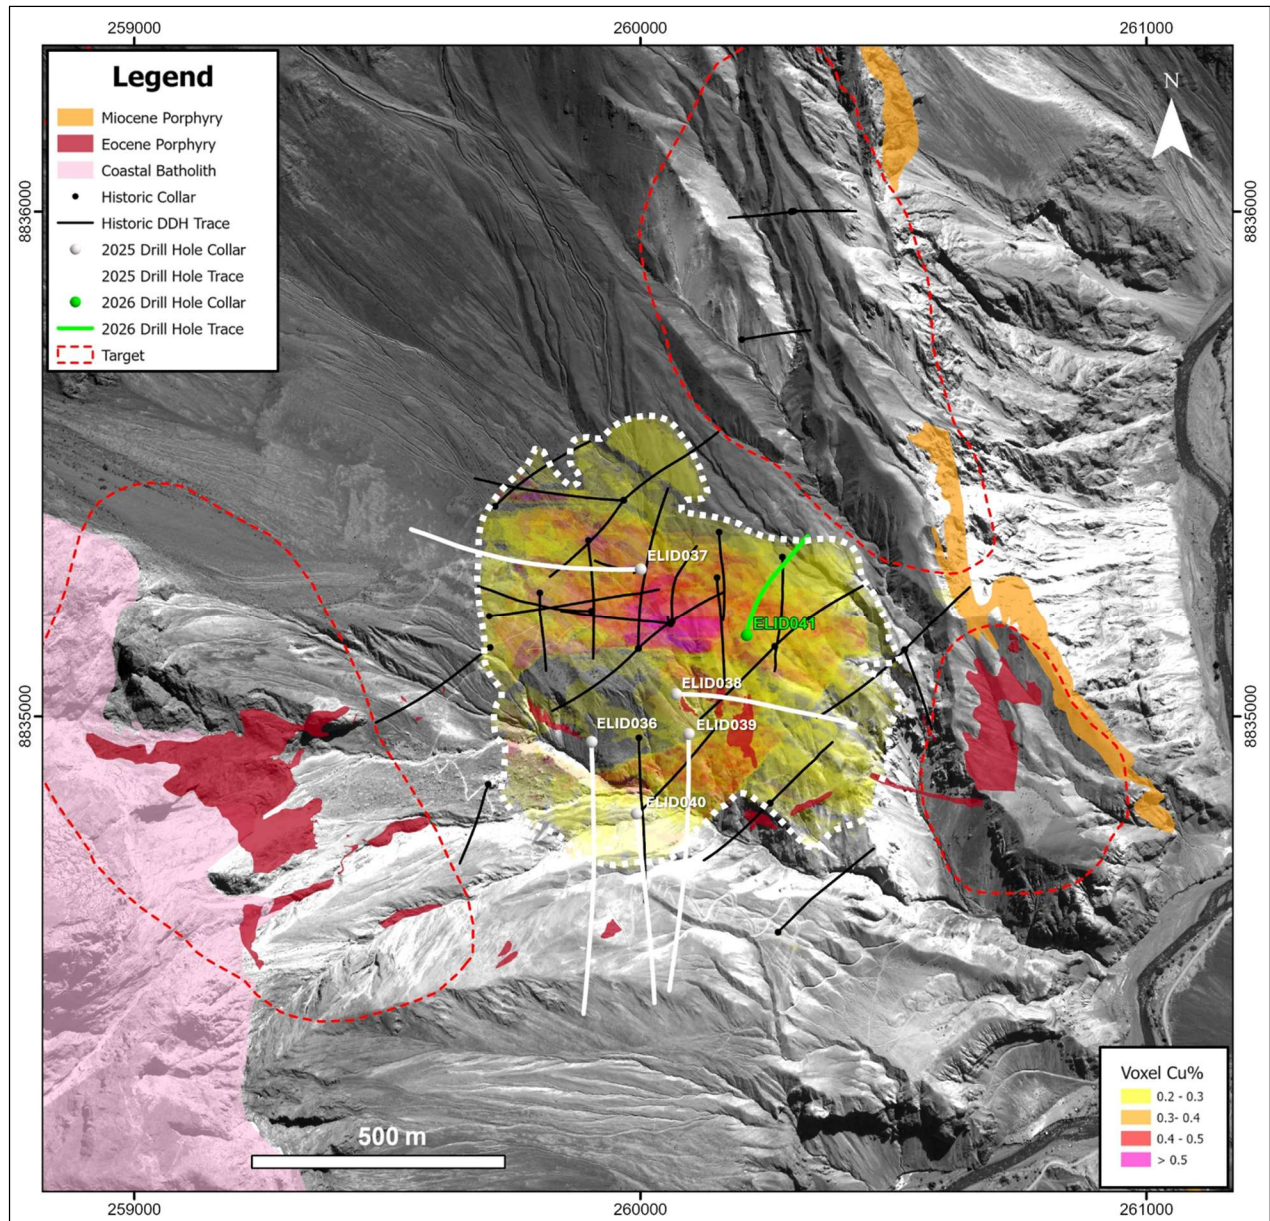 259000 260000 261000
N
Legend
Miocene Porphyry
Eocene Porphyry
Coastal Batholith
Historic Collar
Historic DDH Trace
2025 Drill Hole Collar
2025 Drill Hole Trace
2026 Drill Hole Collar
2026 Drill Hole Trace
Target
8836000
8836000
ELID037
ELID041
ELID038
ELID036
ELID039
8835000
8835000
ELID040
Voxel Cu%
0.2 - 0.3
0.3- 0.4
0.4 - 0.5
> 0.5
500 m
259000 260000 261000